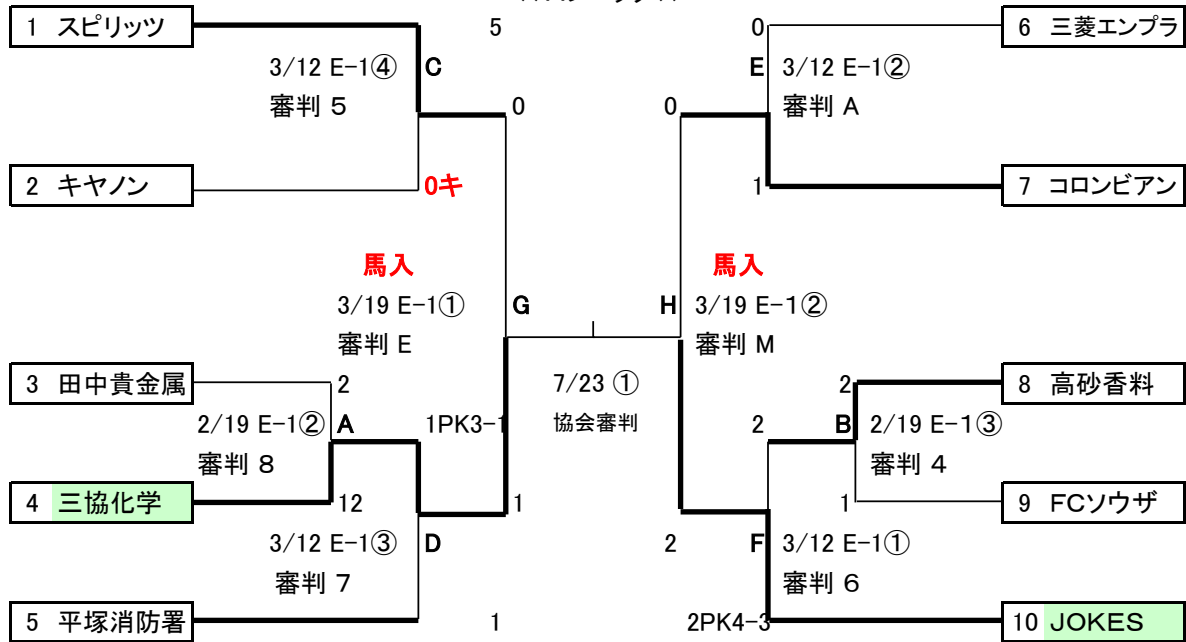 1 スピリッツ
5
0
6 三菱エンプラ
3/12 E-1④
C
E
3/12 E-1②
審判 5
0
0
審判 A
2 キヤノン
0キ
1
7 コロンビアン
馬入
馬入
3/19 E-1①
G
H
3/19 E-1②
審判 E
審判 M
3 田中貴金属
2
7/23 ①
2
8 高砂香料
2/19 E-1②
A
1PK3-1
協会審判
2
B
2/19 E-1③
審判 8
審判 4
4 三協化学
12
1
1
9 FCソウザ
3/12 E-1③
D
2
F
3/12 E-1①
審判 7
審判 6
5 平塚消防署
1
2PK4-3
10 JOKES